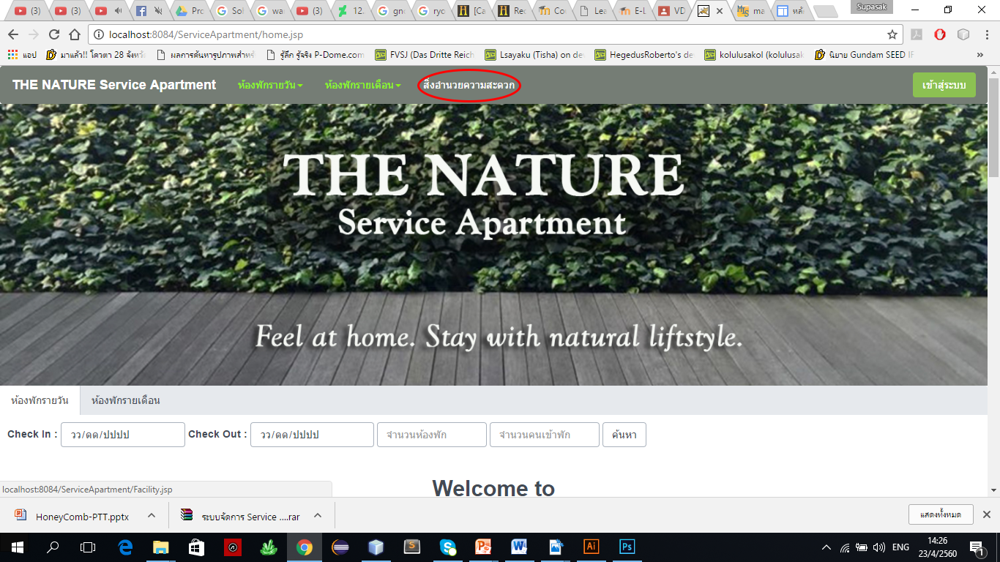 (3) (3) Pro Sol wa (3) 12. gno ryo [Ca Rec Co Lea E-L VD ma หลั Supasak
localhost:8084/ServiceApartment/home.jsp
แอป มาแล้ว!! โควตา 28 จังหวั ผลการค้นหารูปภาพสำหรั รู้ลึก รู้จริง P-Dome.com FVSJ (Das Dritte Reich Lsayaku (Tisha) on de HegedusRoberto's de kolulusakol (kolulusak นิยาย Gundam SEED IF
THE NATURE Service Apartment ห้องพักรายวัน ห้องพักรายเดือน สิ่งอำนวยความสะดวก เข้าสู่ระบบ
THE NATURE
Service Apartment
Feel at home. Stay with natural liftstyle.
ห้องพักรายวัน ห้องพักรายเดือน
Check In : วว/ดด/ปปปป Check Out : วว/ดด/ปปปป จำนวนห้องพัก จำนวนคนเข้าพัก ค้นหา
Welcome to
localhost:8084/ServiceApartment/Facility.jsp
HoneyComb-PTT.pptx ระบบจัดการ Service ....rar แสดงทั้งหมด
ENG 14:26
23/4/2560 1